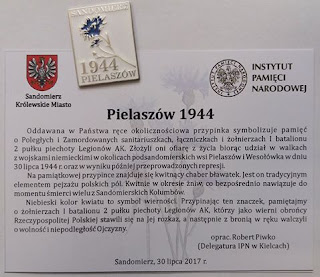 SANDOMIERZ
1944
PIELASZÓW
Sandomierz
Królewskie Miasto
INSTYTUT
PAMIĘCI
NARODOWEJ
Pielaszów 1944
Oddawana w Państwa ręce okolicznościowa przypinka symbolizuje pamięć
o Poległych i Zamordowanych sanitariuszkach, łączniczkach i żołnierzach I batalionu
2 pułku piechoty Legionów AK. Złożyli oni ofiarę z życia biorąc udział w walkach
z wojskami niemieckimi w okolicach podsandomierskich wsi Pielaszów i Wesołówka w dniu
30 lipca 1944 r. oraz w wyniku później przeprowadzonych represji.
Na pamiątkowej przypince znajduje się kwitnący chaber bławatek. Jest on tradycyjnym
elementem pejzażu polskich pól. Kwitnie w okresie żniw co bezpośrednio nawiązuje do
momentu śmierci wielu z Sandomierskich Kolumbów.
Niebieski kolor kwiatu to symbol wierności. Przypinając ten znaczek, pamiętajmy
o żołnierzach I batalionu 2 pułku piechoty Legionów AK, którzy jako wierni obrońcy
Rzeczypospolitej Polskiej stawili się na jej rozkaz, a następnie z bronią w ręku walczyli
o wolność i niepodległość Ojczyzny.
oprac. Robert Piwko
(Delegatura IPN w Kielcach)
Sandomierz, 30 lipca 2017 r.